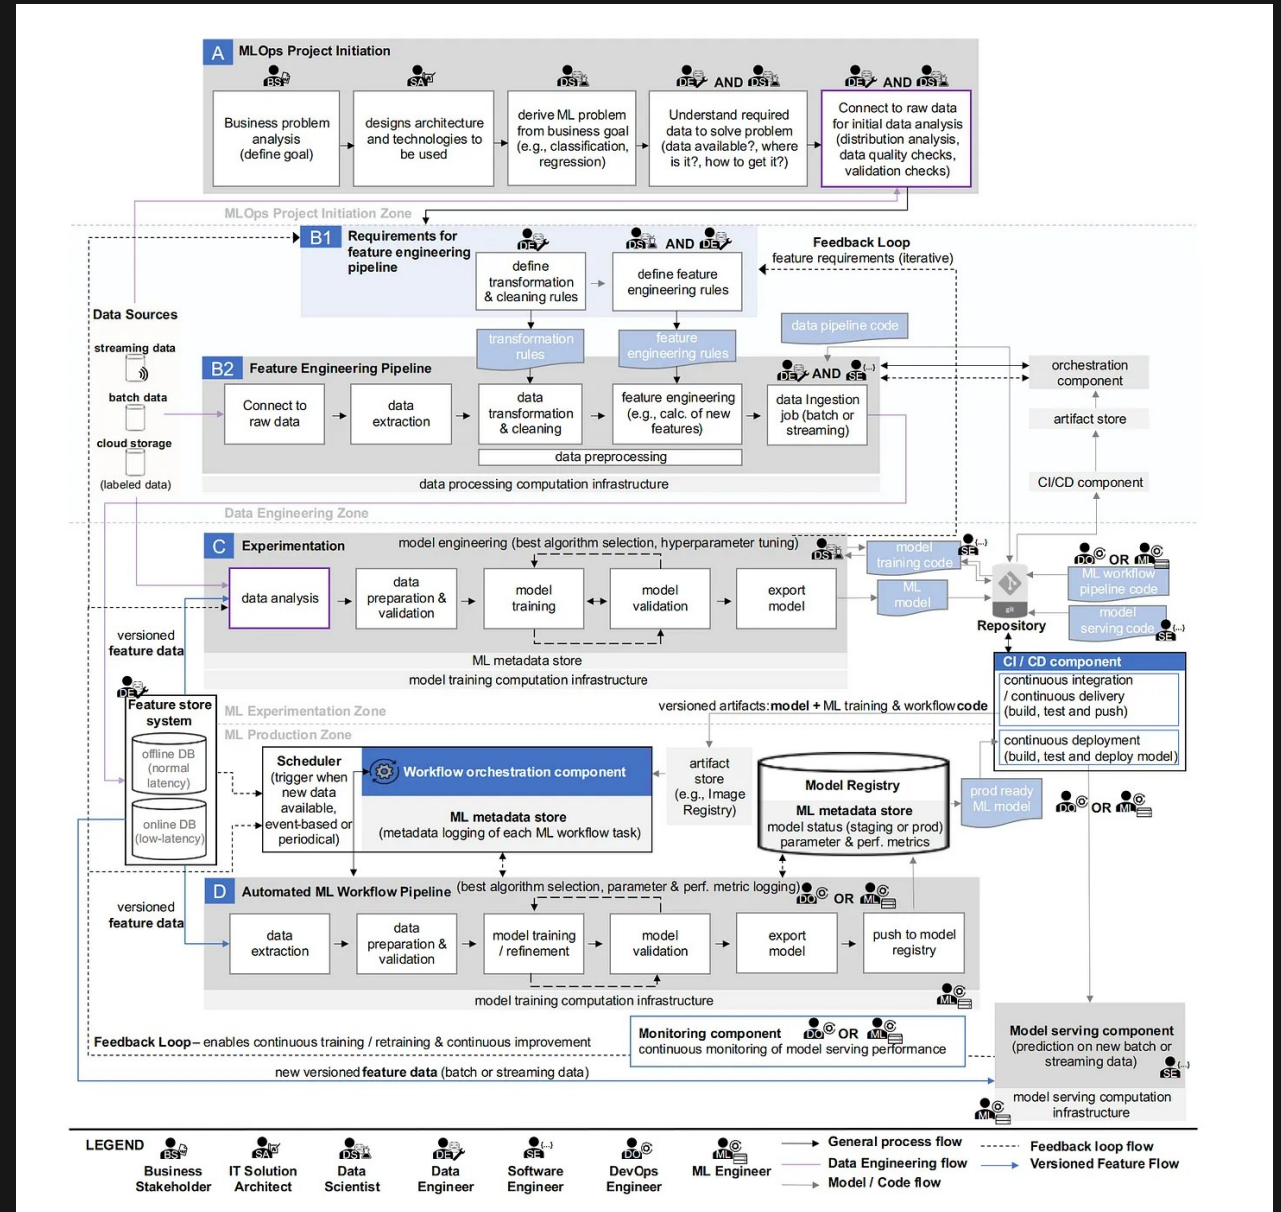 A MLOps Project Initiation
BS
SA
DS
DE AND DS
DE AND DS
Business problem
analysis
(define goal)
designs architecture
and technologies to
be used
derive ML problem
from business goal
(e.g., classification,
regression)
Understand required
data to solve problem
(data available?, where
is it?, how to get it?)
Connect to raw data
for initial data analysis
(distribution analysis,
data quality checks,
validation checks)
MLOps Project Initiation Zone
B1 Requirements for
feature engineering
pipeline
DE
DS AND DE
define
transformation
& cleaning rules
define feature
engineering rules
Feedback Loop
feature requirements (iterative)
Data Sources
streaming data
batch data
cloud storage
(labeled data)
transformation
rules
feature
engineering rules
data pipeline code
B2 Feature Engineering Pipeline
DE AND SE {...}
Connect to
raw data
data
extraction
data
transformation
& cleaning
feature engineering
(e.g., calc. of new
features)
data Ingestion
job (batch or
streaming)
data preprocessing
data processing computation infrastructure
orchestration
component
artifact store
CI/CD component
Data Engineering Zone
C Experimentation
model engineering (best algorithm selection, hyperparameter tuning)
DS
data analysis
data
preparation &
validation
model
training
model
validation
export
model
ML metadata store
model training computation infrastructure
model
training code
SE {...}
ML
model
git
Repository
DO OR ML
ML workflow
pipeline code
model
serving code
SE {...}
versioned
feature data
DE
Feature store
system
offline DB
(normal
latency)
online DB
(low-latency)
CI / CD component
continuous integration
/ continuous delivery
(build, test and push)
continuous deployment
(build, test and deploy model)
versioned artifacts: model + ML training & workflow code
ML Experimentation Zone
ML Production Zone
Scheduler
(trigger when
new data
available,
event-based or
periodical)
Workflow orchestration component
ML metadata store
(metadata logging of each ML workflow task)
artifact
store
(e.g., Image
Registry)
Model Registry
ML metadata store
model status (staging or prod)
parameter & perf. metrics
prod ready
ML model
DO OR ML
D Automated ML Workflow Pipeline (best algorithm selection, parameter & perf. metric logging)
DO OR ML
versioned
feature data
data
extraction
data
preparation &
validation
model training
/ refinement
model
validation
export
model
push to model
registry
model training computation infrastructure
ML
Monitoring component DO OR ML
continuous monitoring of model serving performance
Feedback Loop – enables continuous training / retraining & continuous improvement
new versioned feature data (batch or streaming data)
Model serving component
(prediction on new batch or
streaming data)
SE {...}
model serving computation
infrastructure
ML
LEGEND
BS
Business
Stakeholder
SA
IT Solution
Architect
DS
Data
Scientist
DE
Data
Engineer
SE {...}
Software
Engineer
DO
DevOps
Engineer
ML
ML Engineer
General process flow
Data Engineering flow
Model / Code flow
Feedback loop flow
Versioned Feature Flow